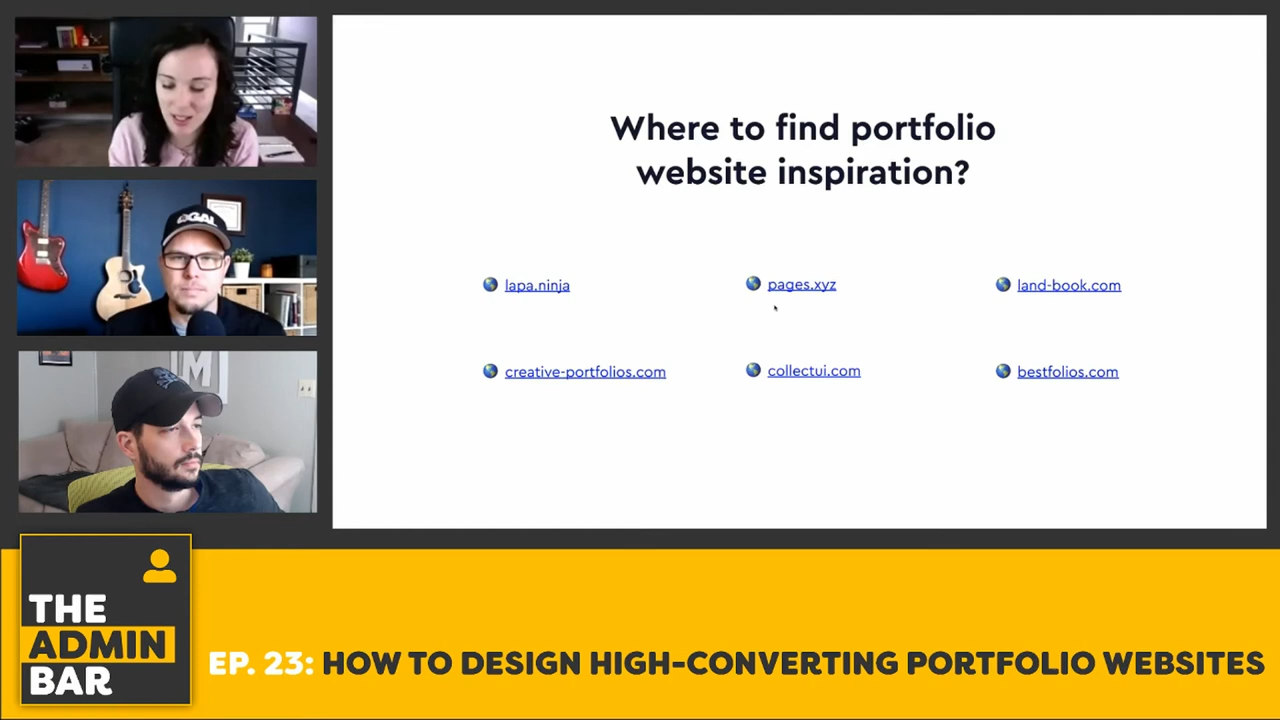 Where to find portfolio
website inspiration?
lapa.ninja
pages.xyz
land-book.com
creative-portfolios.com
collectui.com
bestfolios.com
M
THE
ADMIN
BAR
EP. 23: HOW TO DESIGN HIGH-CONVERTING PORTFOLIO WEBSITES